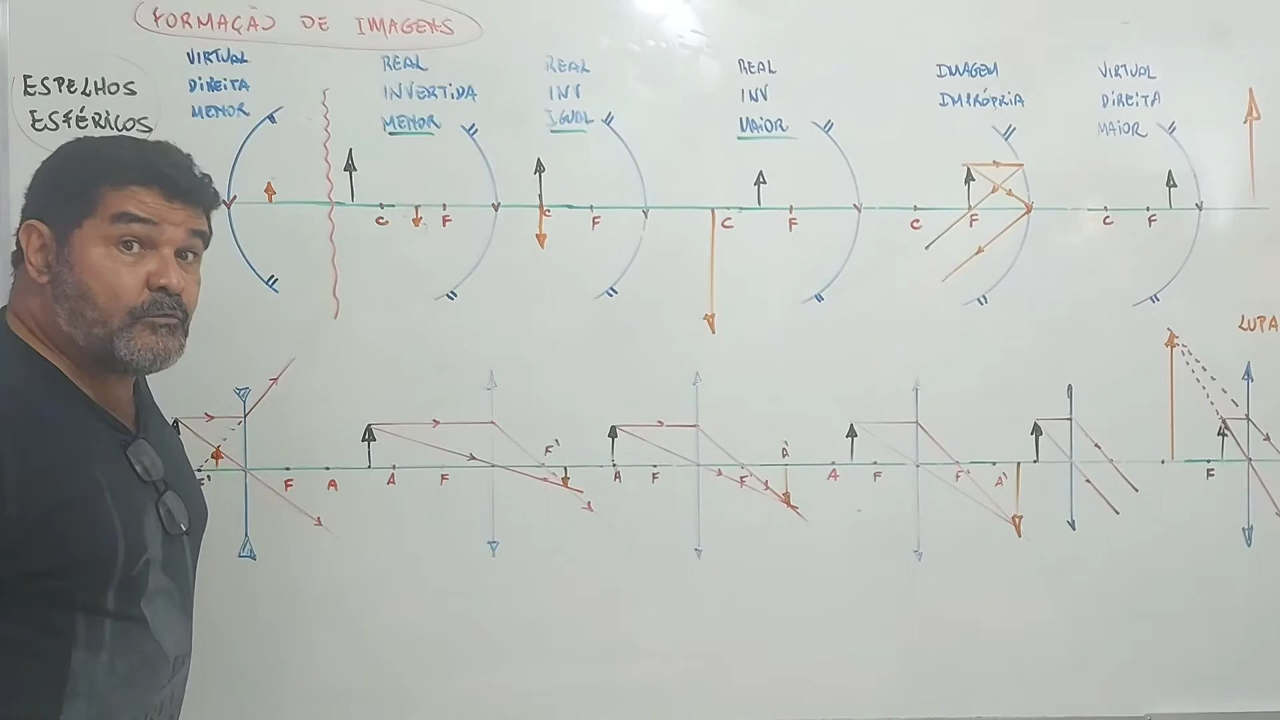 FORMAÇÃO DE IMAGENS
ESPELHOS
ESFÉRICOS
VIRTUAL
DIREITA
MENOR
REAL
INVERTIDA
MENOR
REAL
INV
IGUAL
REAL
INV
MAIOR
IMAGEM
IMPRÓPRIA
VIRTUAL
DIREITA
MAIOR
C F
C F
C F
C F
C F
LUPA
F' F A
A F F'
A F F' A'
A F F' A'
F